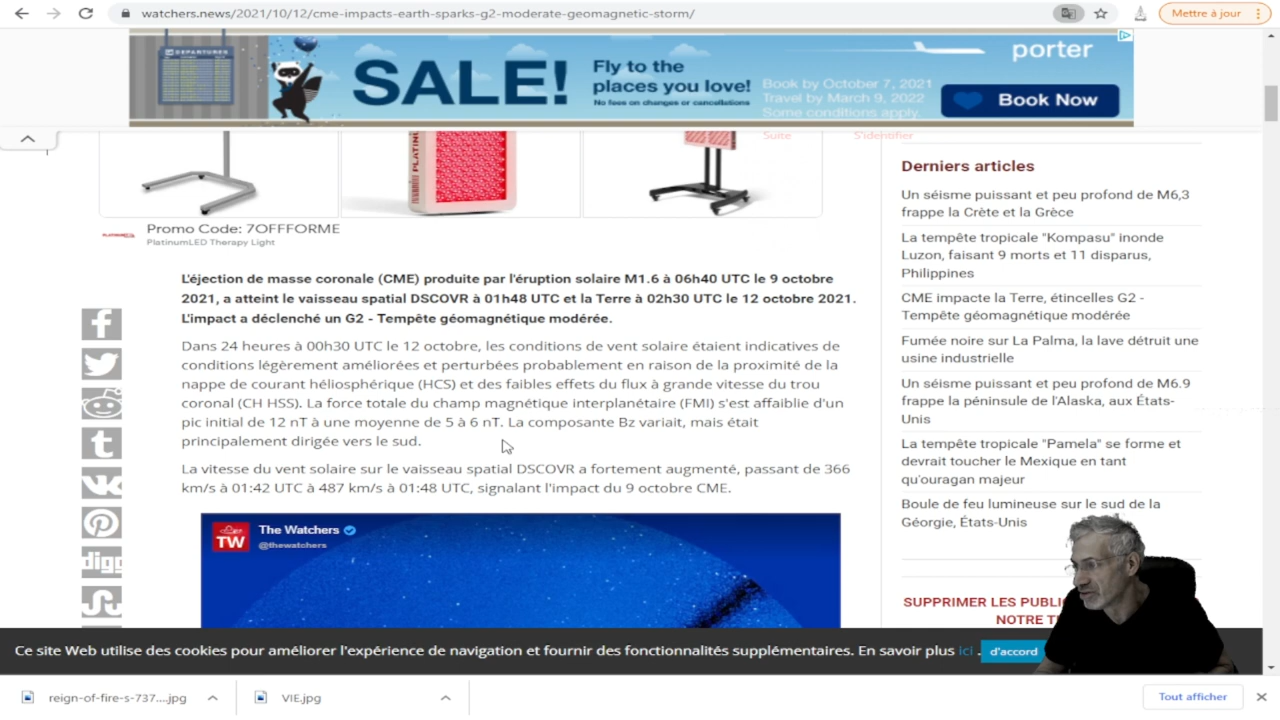 watchers.news/2021/10/12/cme-impacts-earth-sparks-g2-moderate-geomagnetic-storm/
Mettre à jour
DEPARTURES
SALE!
Fly to the
places you love!
No fees on changes or cancellations
Book by October 7, 2021
Travel by March 9, 2022
Some conditions apply.
porter
Book Now
Suite
S'identifier
PLATINUM
Promo Code: 7OFFFORME
PlatinumLED Therapy Light
L'éjection de masse coronale (CME) produite par l'éruption solaire M1.6 à 06h40 UTC le 9 octobre
2021, a atteint le vaisseau spatial DSCOVR à 01h48 UTC et la Terre à 02h30 UTC le 12 octobre 2021.
L'impact a déclenché un G2 - Tempête géomagnétique modérée.
Dans 24 heures à 00h30 UTC le 12 octobre, les conditions de vent solaire étaient indicatives de
conditions légèrement améliorées et perturbées probablement en raison de la proximité de la
nappe de courant héliosphérique (HCS) et des faibles effets du flux à grande vitesse du trou
coronal (CH HSS). La force totale du champ magnétique interplanétaire (FMI) s'est affaiblie d'un
pic initial de 12 nT à une moyenne de 5 à 6 nT. La composante Bz variait, mais était
principalement dirigée vers le sud.
La vitesse du vent solaire sur le vaisseau spatial DSCOVR a fortement augmenté, passant de 366
km/s à 01:42 UTC à 487 km/s à 01:48 UTC, signalant l'impact du 9 octobre CME.
TW
The Watchers
@thewatchers
digg
Derniers articles
Un séisme puissant et peu profond de M6,3
frappe la Crète et la Grèce
La tempête tropicale "Kompasu" inonde
Luzon, faisant 9 morts et 11 disparus,
Philippines
CME impacte la Terre, étincelles G2 -
Tempête géomagnétique modérée
Fumée noire sur La Palma, la lave détruit une
usine industrielle
Un séisme puissant et peu profond de M6.9
frappe la péninsule de l'Alaska, aux États-
Unis
La tempête tropicale "Pamela" se forme et
devrait toucher le Mexique en tant
qu'ouragan majeur
Boule de feu lumineuse sur le sud de la
Géorgie, États-Unis
SUPPRIMER LES
NOTRE
Ce site Web utilise des cookies pour améliorer l'expérience de navigation et fournir des fonctionnalités supplémentaires. En savoir plus ici .
d'accord
reign-of-fire-s-737....jpg
VIE.jpg
Tout afficher